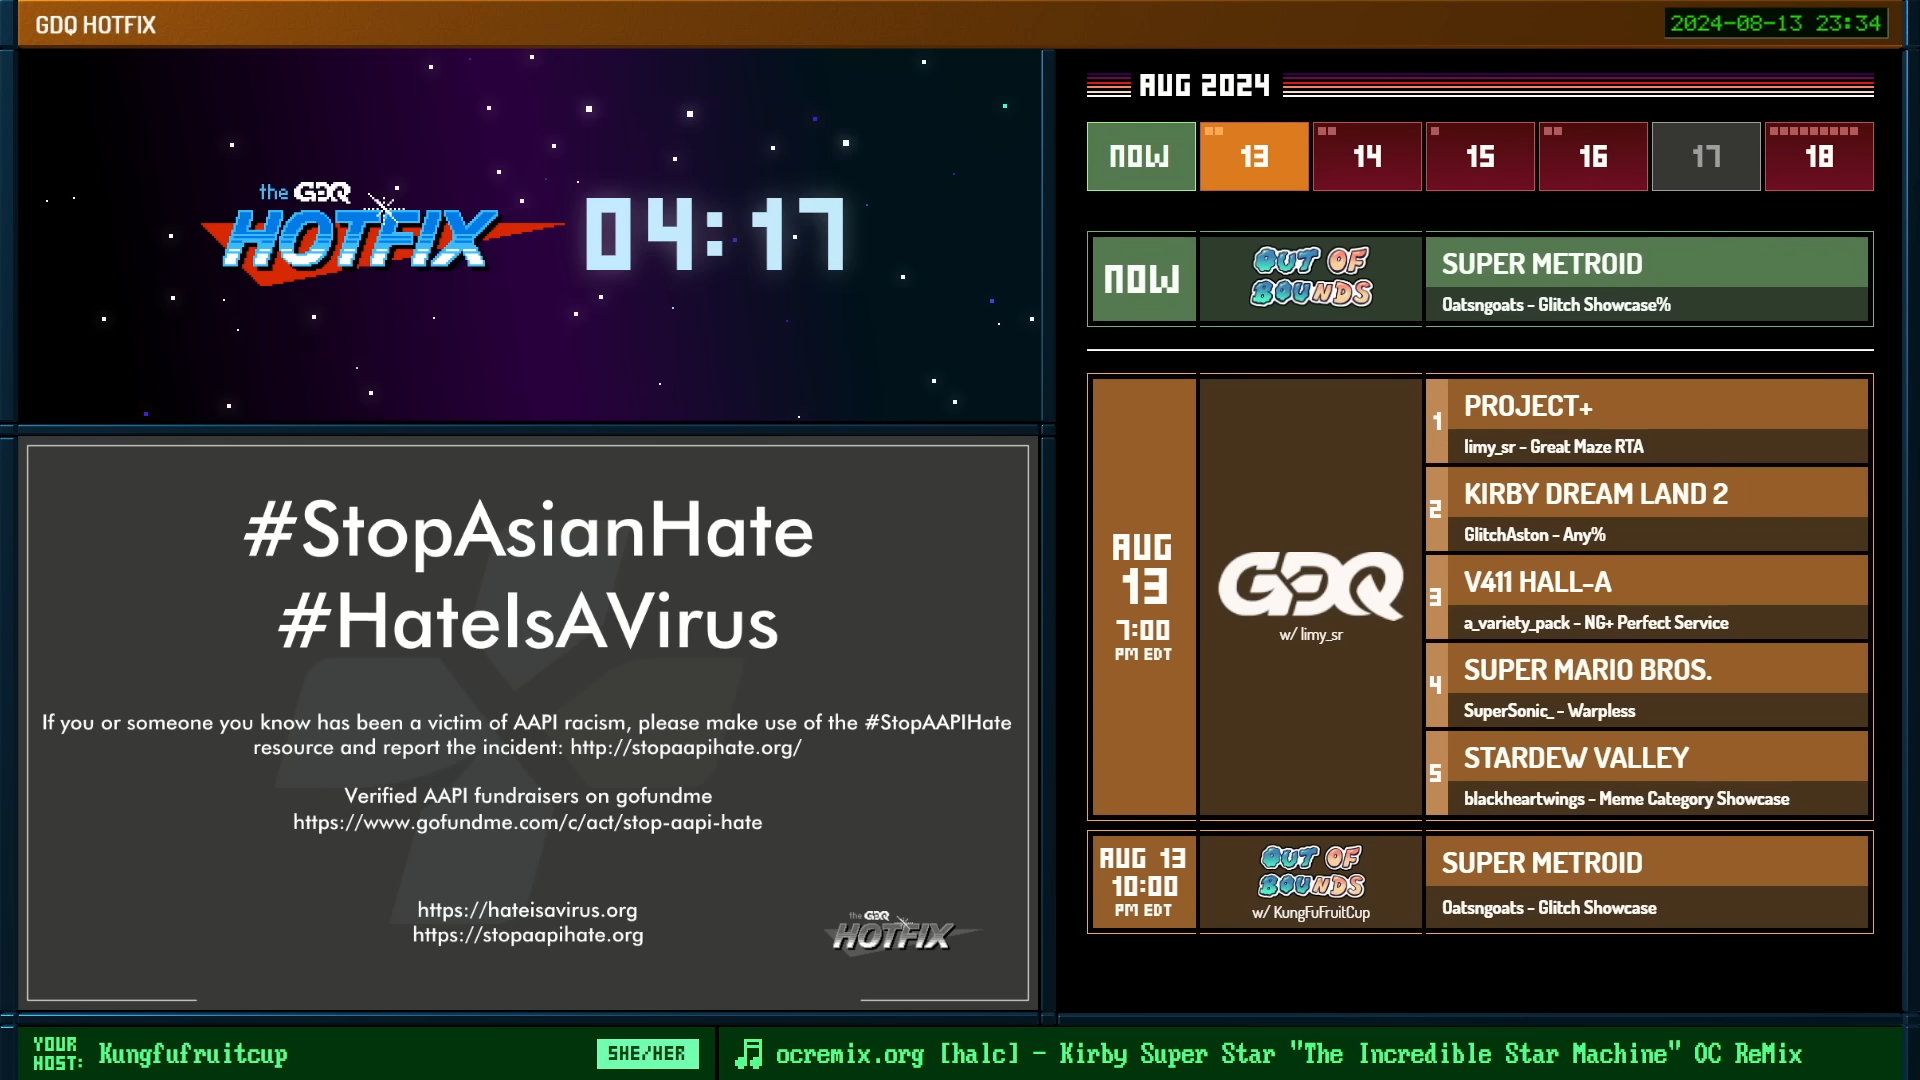 GDQ HOTFIX
2024-08-13 23:34
the GDQ
HOTFIX
04:17
AUG 2024
NOW
13
14
15
16
17
18
NOW
OUT OF
BOUNDS
SUPER METROID
Oatsngoats - Glitch Showcase%
AUG
13
7:00
PM EDT
GDQ
w/ limy_sr
1
PROJECT+
limy_sr - Great Maze RTA
2
KIRBY DREAM LAND 2
GlitchAston - Any%
3
V411 HALL-A
a_variety_pack - NG+ Perfect Service
4
SUPER MARIO BROS.
SuperSonic_ - Warpless
5
STARDEW VALLEY
blackheartwings - Meme Category Showcase
AUG 13
10:00
PM EDT
OUT OF
BOUNDS
w/ KungFuFruitCup
SUPER METROID
Oatsngoats - Glitch Showcase
#StopAsianHate
#HateIsAVirus
If you or someone you know has been a victim of AAPI racism, please make use of the #StopAAPIHate
resource and report the incident: http://stopaapihate.org/
Verified AAPI fundraisers on gofundme
https://www.gofundme.com/c/act/stop-aapi-hate
https://hateisavirus.org
https://stopaapihate.org
the GDQ
HOTFIX
YOUR
HOST:
Kungfufruitcup
SHE/HER
ocremix.org [halc] - Kirby Super Star "The Incredible Star Machine" OC ReMix